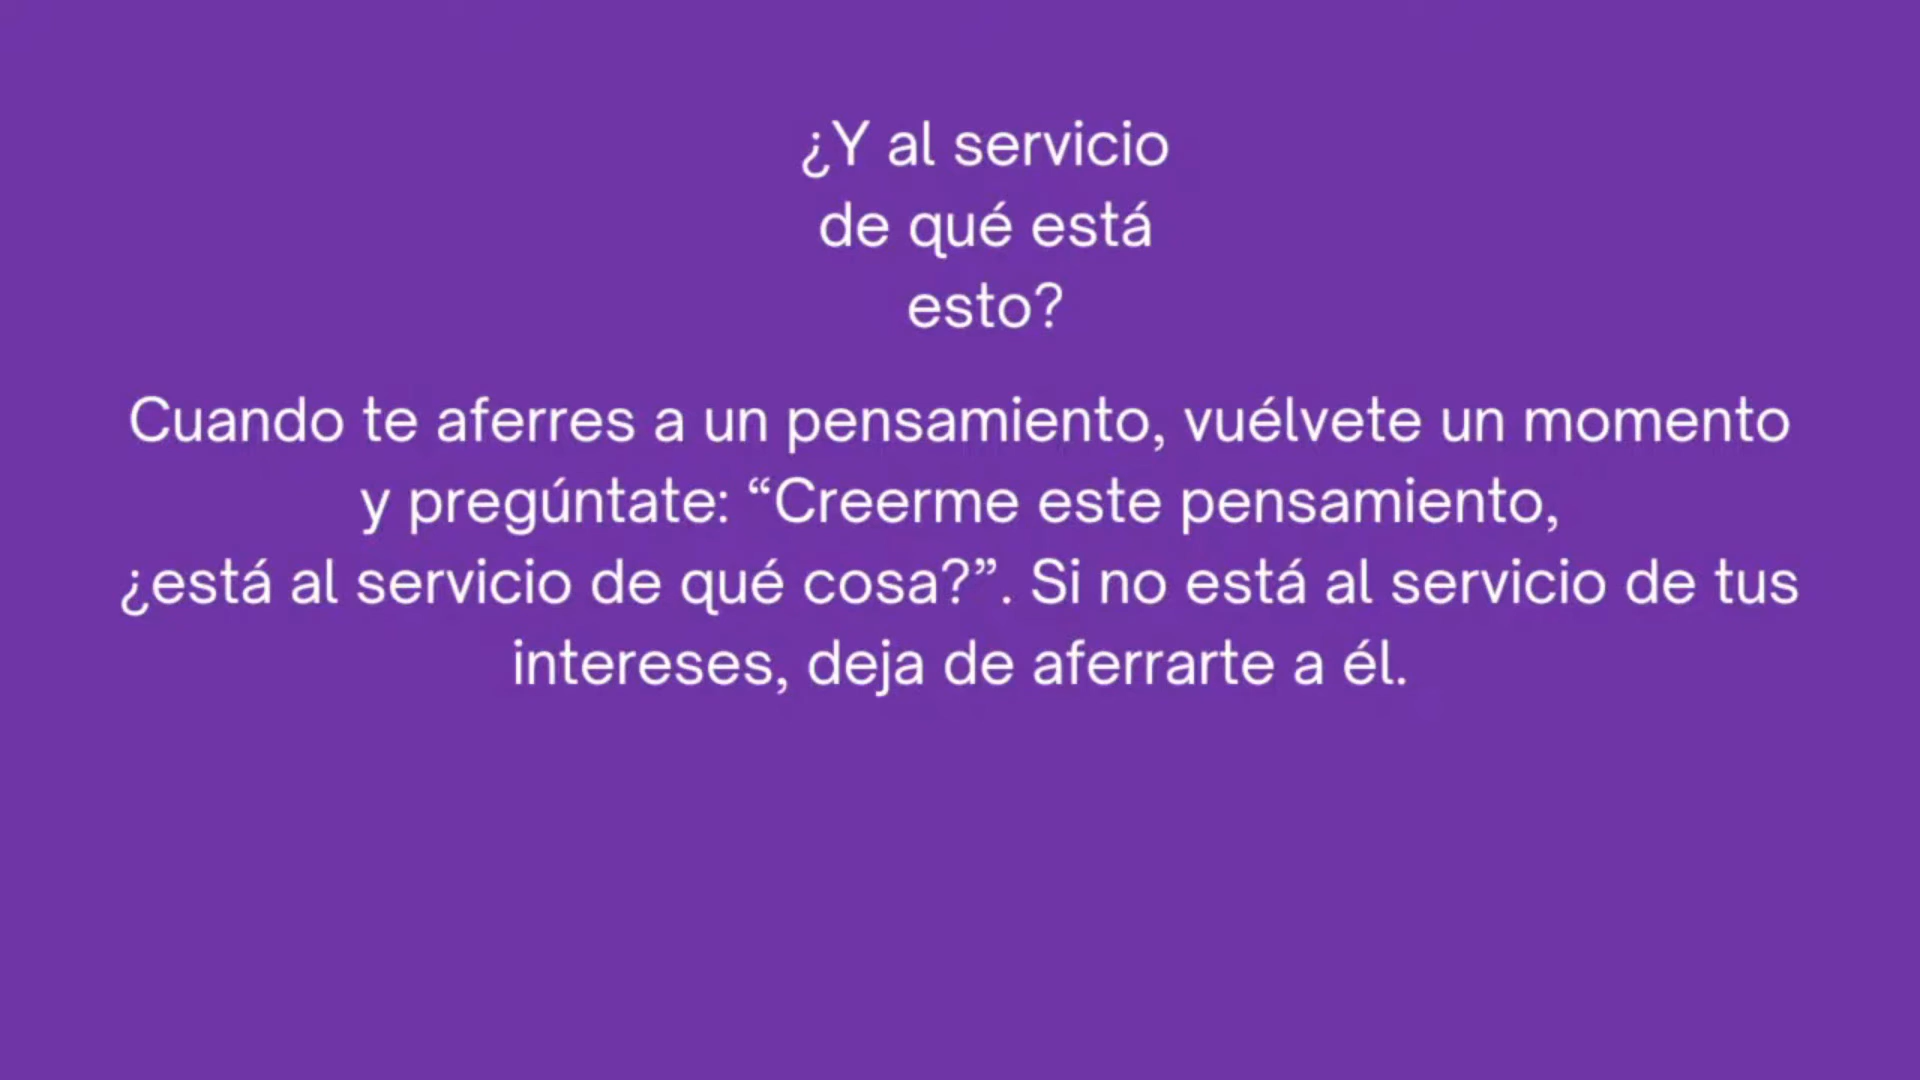 ¿Y al servicio
de qué está
esto?
Cuando te aferres a un pensamiento, vuélvete un momento
y pregúntate: “Creerme este pensamiento,
¿está al servicio de qué cosa?”. Si no está al servicio de tus
intereses, deja de aferrarte a él.